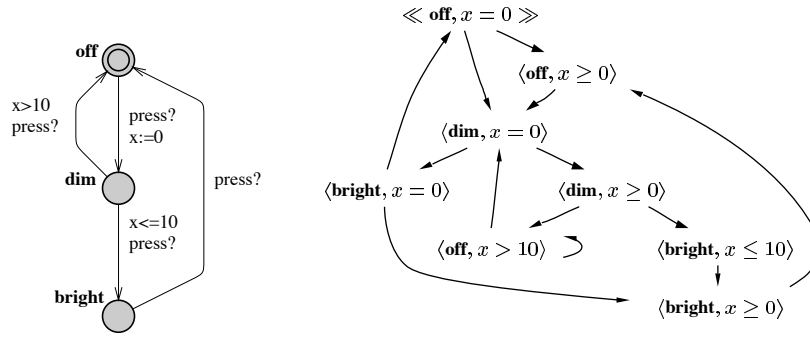 off
x>10
press?
press?
x:=0
dim
press?
x<=10
press?
bright
≪ off, x = 0 ≫
⟨off, x ≥ 0⟩
⟨dim, x = 0⟩
⟨bright, x = 0⟩
⟨dim, x ≥ 0⟩
⟨off, x > 10⟩
⟨bright, x ≤ 10⟩
⟨bright, x ≥ 0⟩